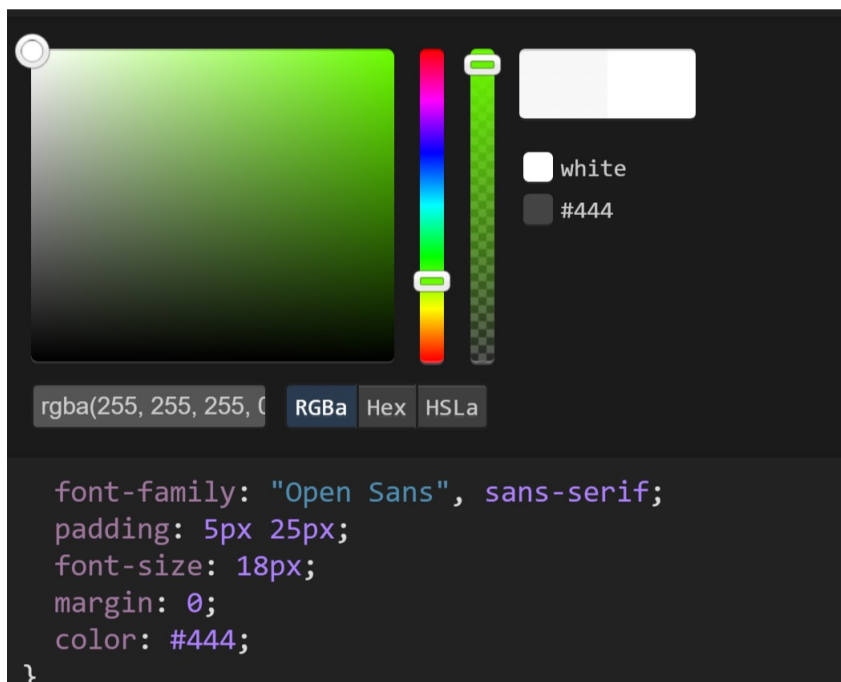 white
#444
rgba(255, 255, 255, 0
RGBa Hex HSLa
font-family: "Open Sans", sans-serif;
padding: 5px 25px;
font-size: 18px;
margin: 0;
color: #444;
}